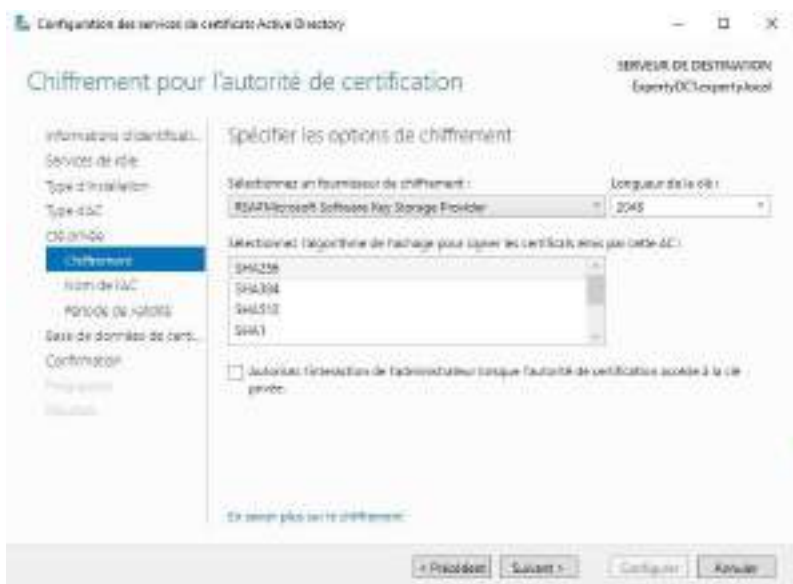 Configuration des services de certificats Active Directory
Chiffrement pour l'autorité de certification
SERVEUR DE DESTINATION
ExpertyDC1.experty.local
Informations d'identificati...
Services de rôle
Type d'installation
Type d'AC
Clé privée
Chiffrement
Nom de l'AC
Période de validité
Base de données de certi...
Confirmation
Progression
Résultats
Spécifier les options de chiffrement
Sélectionnez un fournisseur de chiffrement :
Longueur de la clé :
RSA#Microsoft Software Key Storage Provider
2048
Sélectionnez l'algorithme de hachage pour signer les certificats émis par cette AC :
SHA256
SHA384
SHA512
SHA1
Autorisez l'interaction de l'administrateur lorsque l'autorité de certification accède à la clé
privée.
En savoir plus sur le chiffrement
< Précédent
Suivant >
Configurer
Annuler